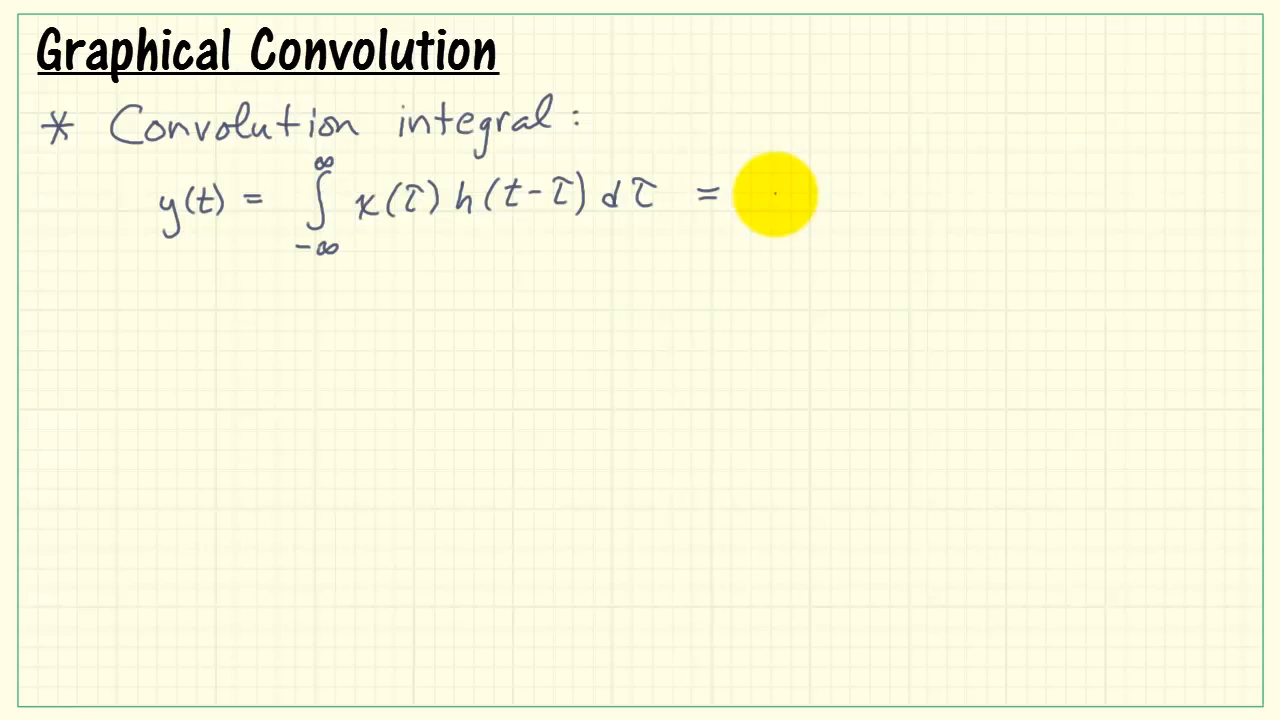 Graphical Convolution
* Convolution integral:
y(t) = ∫_{-∞}^{∞} x(τ) h(t-τ) dτ =